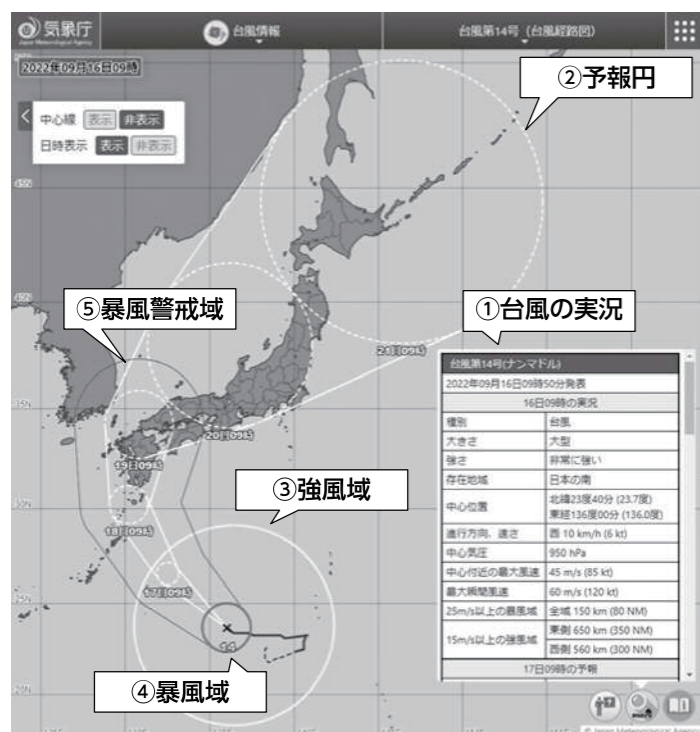 気象庁
Japan Meteorological Agency
台風情報
台風第14号 (台風経路図)
2022年09月16日09時
中心線 表示 非表示
日時表示 表示 非表示
②予報円
45N
40N
⑤暴風警戒域
①台風の実況
21日09時
台風第14号(ナンマドル)
2022年09月16日09時50分発表
16日09時の実況
種別 台風
大きさ 大型
強さ 非常に強い
存在地域 日本の南
中心位置 北緯23度40分 (23.7度)
東経136度00分 (136.0度)
進行方向、速さ 西 10 km/h (6 kt)
中心気圧 950 hPa
中心付近の最大風速 45 m/s (85 kt)
最大瞬間風速 60 m/s (120 kt)
25m/s以上の暴風域 全域 150 km (80 NM)
15m/s以上の強風域 東側 650 km (350 NM)
西側 560 km (300 NM)
17日09時の予報
35N
20日09時
19日09時
③強風域
30N
18日09時
17日09時
25N
14
④暴風域
20N
more
© Japan Meteorological Agency